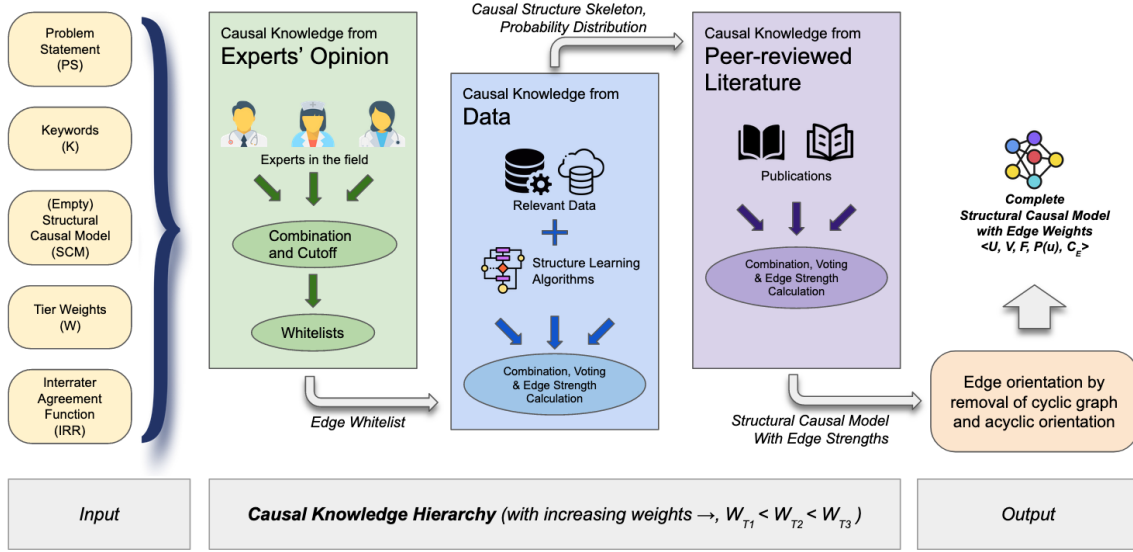 Problem
Statement
(PS)
Keywords
(K)
(Empty)
Structural
Causal Model
(SCM)
Tier Weights
(W)
Interrater
Agreement
Function
(IRR)
Causal Knowledge from
Experts' Opinion
Experts in the field
Combination
and Cutoff
Whitelists
Edge Whitelist
Causal Knowledge from
Data
Relevant Data
Structure Learning
Algorithms
Combination, Voting
& Edge Strength
Calculation
Causal Structure Skeleton,
Probability Distribution
Causal Knowledge from
Peer-reviewed
Literature
Publications
Combination, Voting
& Edge Strength
Calculation
Structural Causal Model
With Edge Strengths
Edge orientation by
removal of cyclic graph
and acyclic orientation
Complete
Structural Causal Model
with Edge Weights
<U, V, F, P(u), C_E>
Input
Causal Knowledge Hierarchy (with increasing weights →, W_T1 < W_T2 < W_T3 )
Output